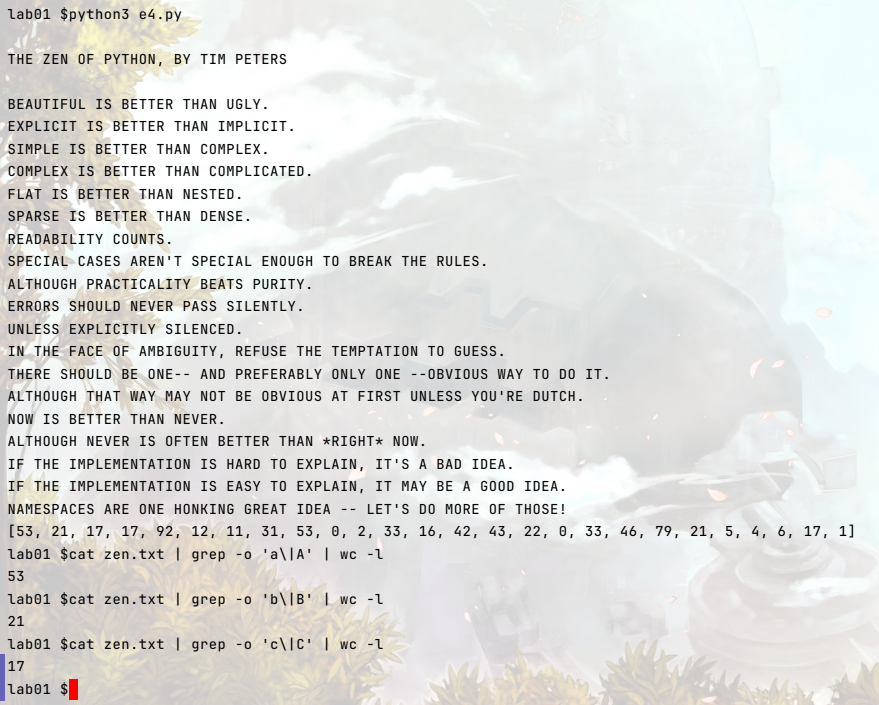 lab01 $python3 e4.py
THE ZEN OF PYTHON, BY TIM PETERS
BEAUTIFUL IS BETTER THAN UGLY.
EXPLICIT IS BETTER THAN IMPLICIT.
SIMPLE IS BETTER THAN COMPLEX.
COMPLEX IS BETTER THAN COMPLICATED.
FLAT IS BETTER THAN NESTED.
SPARSE IS BETTER THAN DENSE.
READABILITY COUNTS.
SPECIAL CASES AREN'T SPECIAL ENOUGH TO BREAK THE RULES.
ALTHOUGH PRACTICALITY BEATS PURITY.
ERRORS SHOULD NEVER PASS SILENTLY.
UNLESS EXPLICITLY SILENCED.
IN THE FACE OF AMBIGUITY, REFUSE THE TEMPTATION TO GUESS.
THERE SHOULD BE ONE-- AND PREFERABLY ONLY ONE --OBVIOUS WAY TO DO IT.
ALTHOUGH THAT WAY MAY NOT BE OBVIOUS AT FIRST UNLESS YOU'RE DUTCH.
NOW IS BETTER THAN NEVER.
ALTHOUGH NEVER IS OFTEN BETTER THAN *RIGHT* NOW.
IF THE IMPLEMENTATION IS HARD TO EXPLAIN, IT'S A BAD IDEA.
IF THE IMPLEMENTATION IS EASY TO EXPLAIN, IT MAY BE A GOOD IDEA.
NAMESPACES ARE ONE HONKING GREAT IDEA -- LET'S DO MORE OF THOSE!
[53, 21, 17, 17, 92, 12, 11, 31, 53, 0, 2, 33, 16, 42, 43, 22, 0, 33, 46, 79, 21, 5, 4, 6, 17, 1]
lab01 $cat zen.txt | grep -o 'a\|A' | wc -l
53
lab01 $cat zen.txt | grep -o 'b\|B' | wc -l
21
lab01 $cat zen.txt | grep -o 'c\|C' | wc -l
17
lab01 $